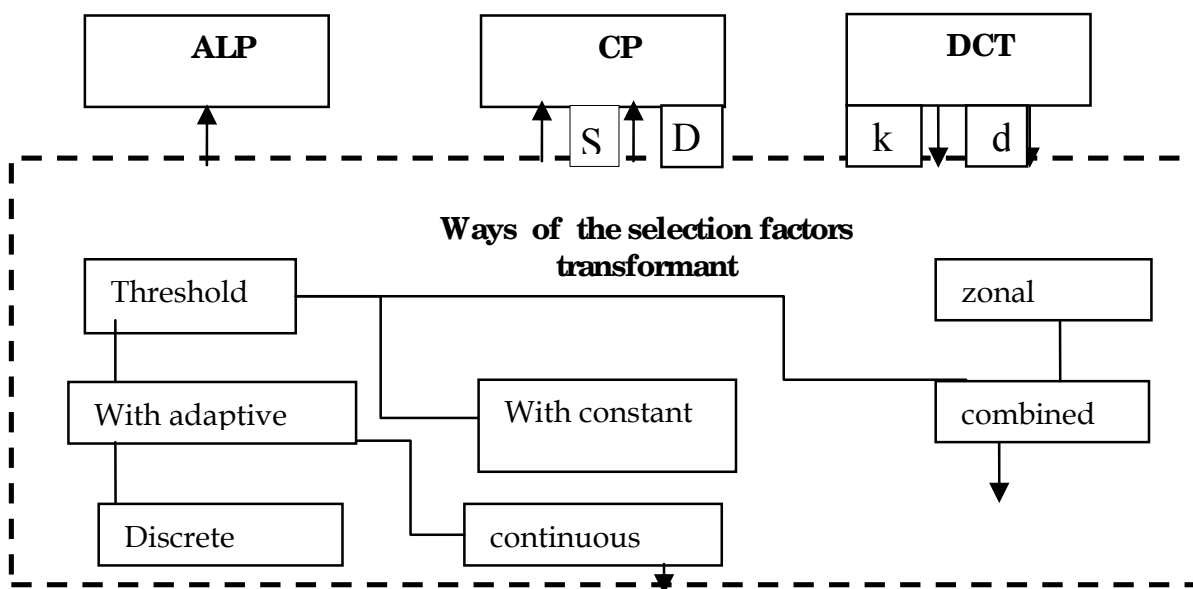 ALP
CP
DCT
S
D
k
d
Ways of the selection factors
transformant
Threshold
zonal
With adaptive
With constant
combined
Discrete
continuous